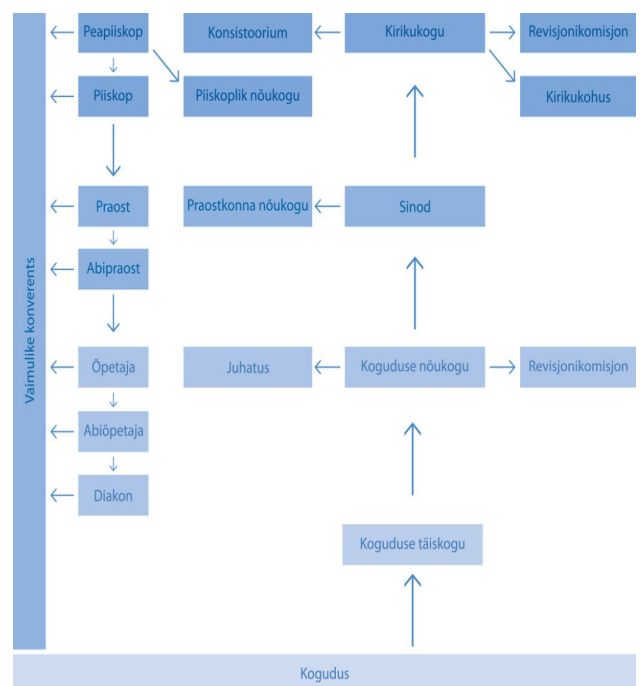 Peapiiskop
Konsistoorium
Kirikukogu
Revisjonikomisjon
Piiskop
Piiskoplik nõukogu
Kirikukohus
Praost
Praostkonna nõukogu
Sinod
Abipraost
Vaimulike konverents
Õpetaja
Juhatus
Koguduse nõukogu
Revisjonikomisjon
Abiõpetaja
Diakon
Koguduse täiskogu
Kogudus